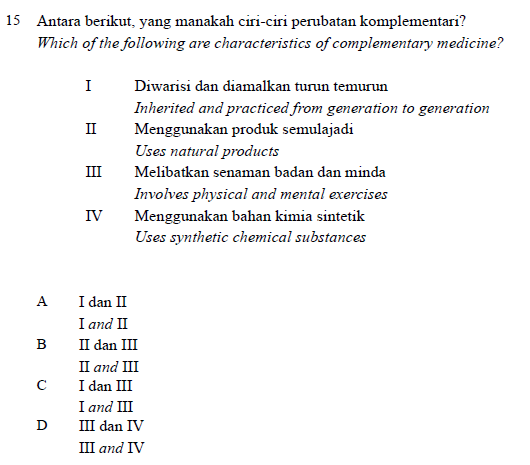 15 Antara berikut, yang manakah ciri-ciri perubatan komplementari?
Which of the following are characteristics of complementary medicine?
I Diwarisi dan diamalkan turun temurun
Inherited and practiced from generation to generation
II Menggunakan produk semulajadi
Uses natural products
III Melibatkan senaman badan dan minda
Involves physical and mental exercises
IV Menggunakan bahan kimia sintetik
Uses synthetic chemical substances
A I dan II
I and II
B II dan III
II and III
C I dan III
I and III
D III dan IV
III and IV